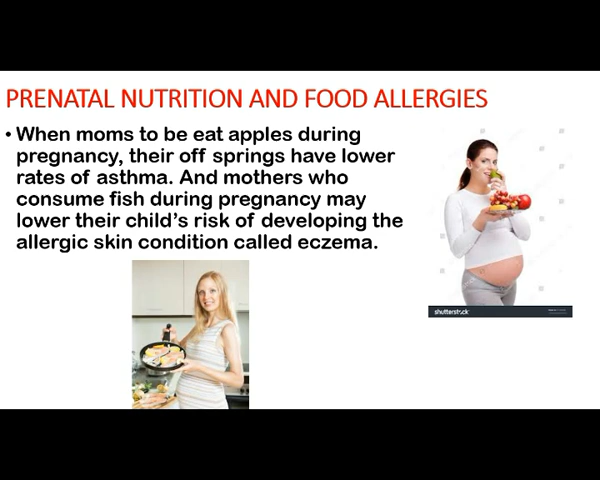 PRENATAL NUTRITION AND FOOD ALLERGIES
• When moms to be eat apples during
pregnancy, their off springs have lower
rates of asthma. And mothers who
consume fish during pregnancy may
lower their child's risk of developing the
allergic skin condition called eczema.
shutterstock